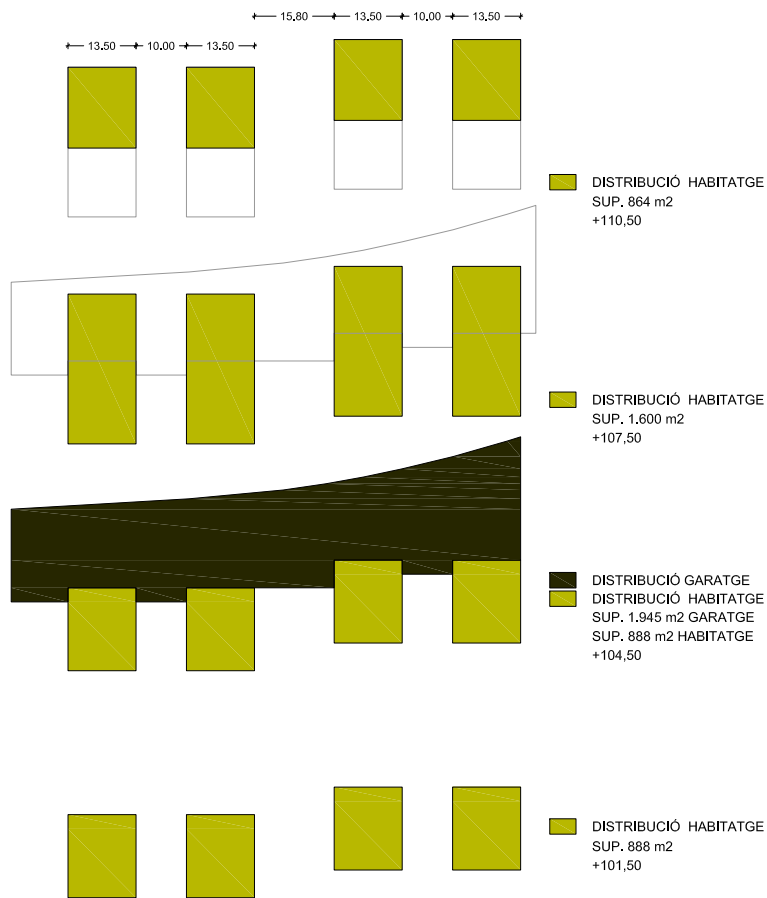 15.80
13.50
10.00
13.50
13.50
10.00
13.50
DISTRIBUCIÓ HABITATGE
SUP. 864 m2
+110,50
DISTRIBUCIÓ HABITATGE
SUP. 1.600 m2
+107,50
DISTRIBUCIÓ GARATGE
DISTRIBUCIÓ HABITATGE
SUP. 1.945 m2 GARATGE
SUP. 888 m2 HABITATGE
+104,50
DISTRIBUCIÓ HABITATGE
SUP. 888 m2
+101,50